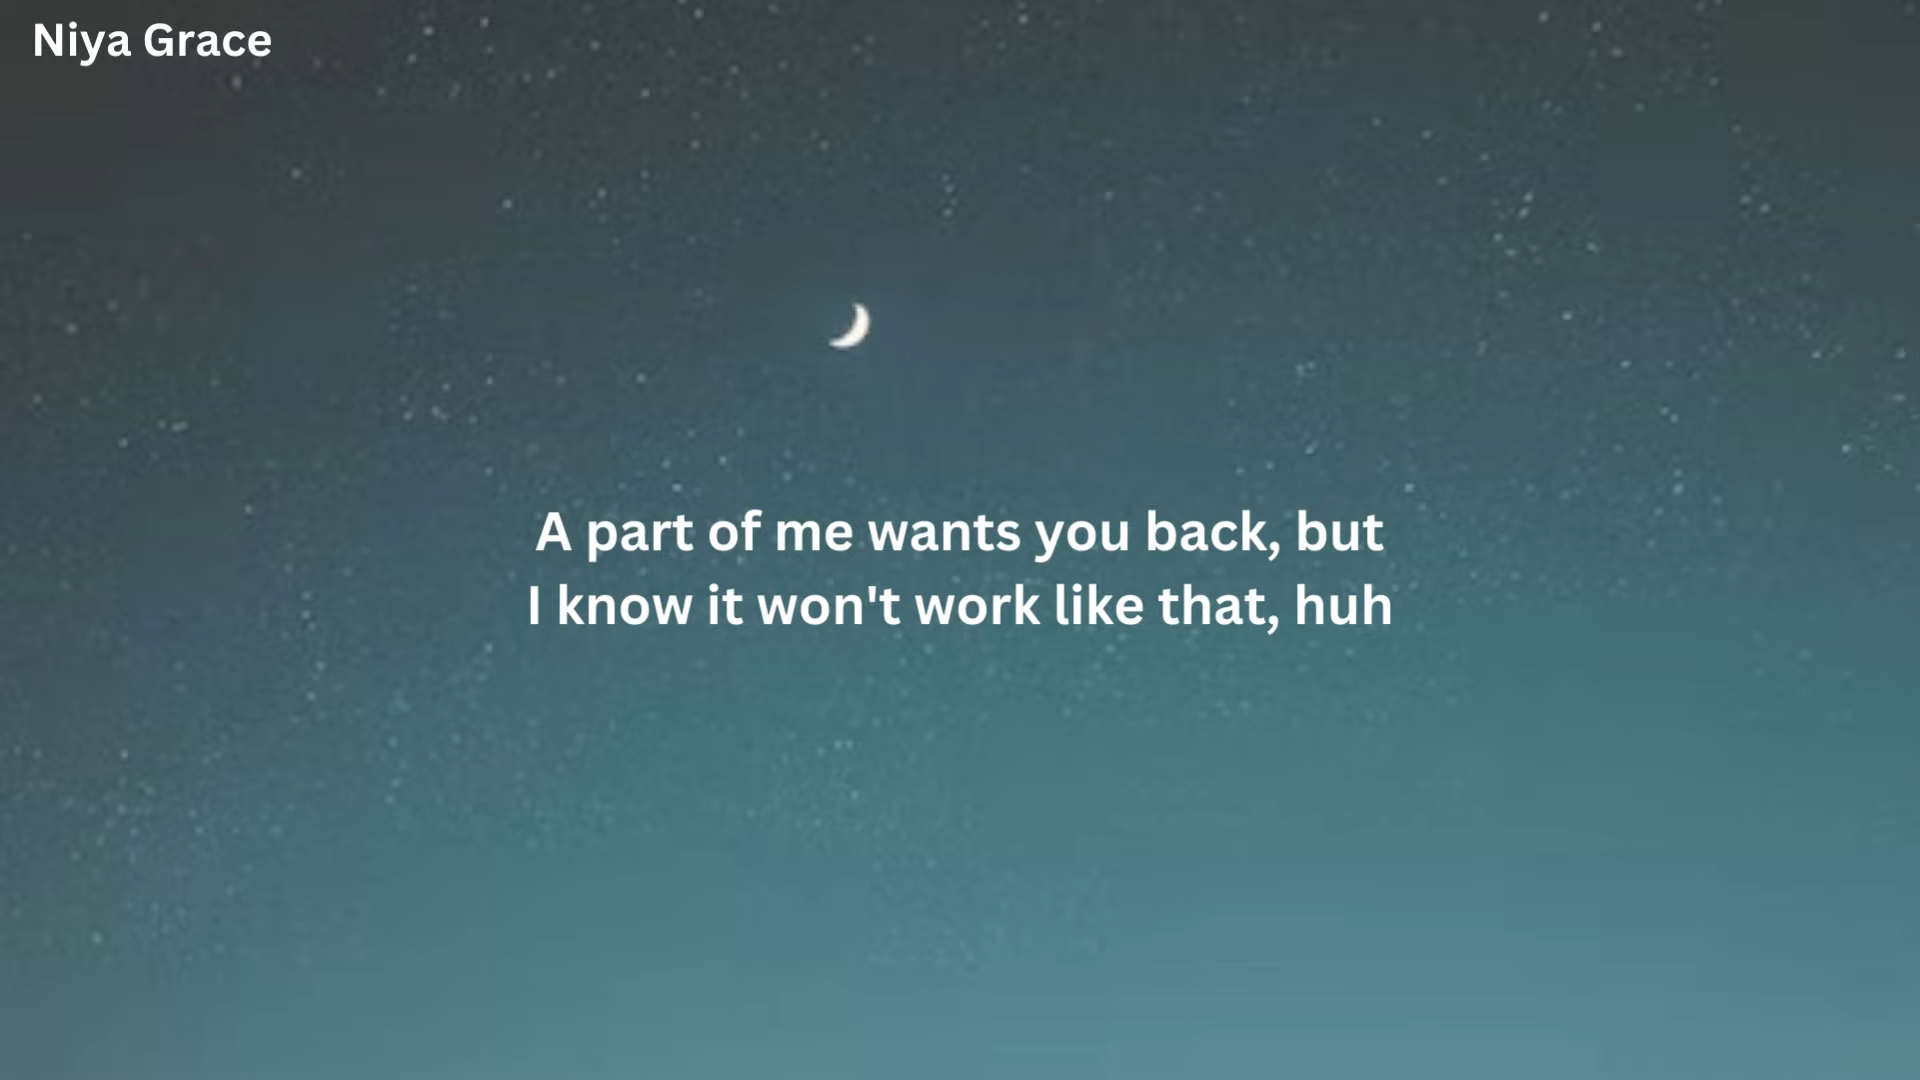 Niya Grace
A part of me wants you back, but
I know it won't work like that, huh